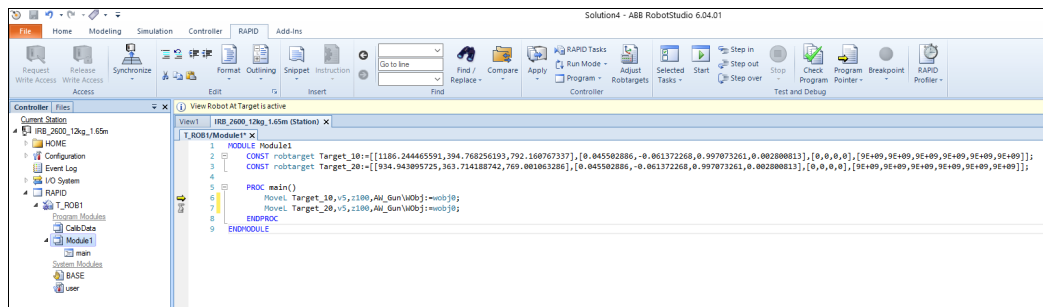 Solution4 - ABB RobotStudio 6.04.01
File Home Modeling Simulation Controller RAPID Add-Ins
Request Write Access
Release Write Access
Synchronize
Access
Format
Outlining
Edit
Snippet
Instruction
Insert
Go to line
Find / Replace
Compare
Find
Apply
RAPID Tasks
Run Mode
Program
Adjust Robtargets
Controller
Selected Tasks
Start
Step in
Step out
Step over
Stop
Check Program
Program Pointer
Breakpoint
Test and Debug
RAPID Profiler
Controller Files
Current Station
IRB_2600_12kg_1.65m
HOME
Configuration
Event Log
I/O System
RAPID
T_ROB1
Program Modules
CalibData
Module1
main
System Modules
BASE
user
View Robot At Target is active
View1 IRB_2600_12kg_1.65m (Station) X
T_ROB1/Module1* X
1 MODULE Module1
2 CONST robtarget Target_10:=[[1186.244465591,394.768256193,792.160767337],[0.045502886,-0.061372268,0.997073261,0.002800813],[0,0,0,0],[9E+09,9E+09,9E+09,9E+09,9E+09,9E+09]];
3 CONST robtarget Target_20:=[[934.943095725,363.714188742,769.001063286],[0.045502886,-0.061372268,0.997073261,0.002800813],[0,0,0,0],[9E+09,9E+09,9E+09,9E+09,9E+09,9E+09]];
4
5 PROC main()
6 MoveL Target_10,v5,z100,AW_Gun\WObj:=wobj0;
7 MoveL Target_20,v5,z100,AW_Gun\WObj:=wobj0;
8 ENDPROC
9 ENDMODULE